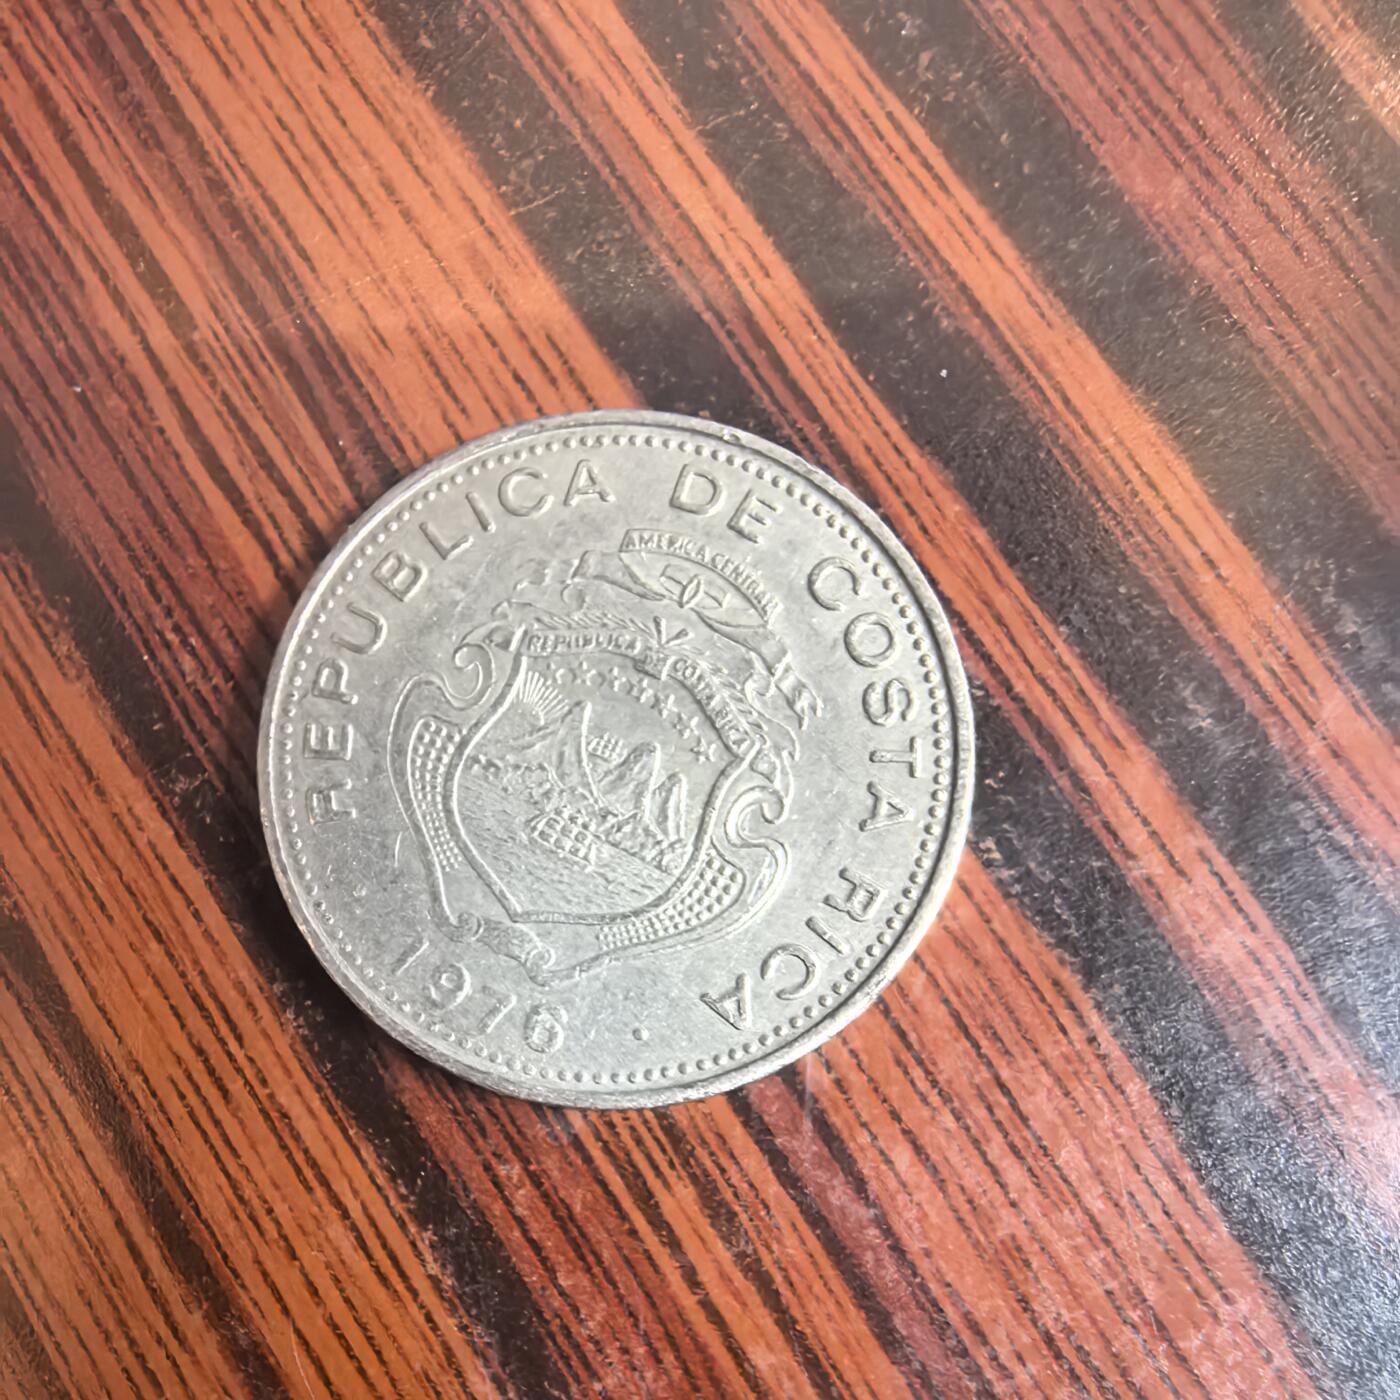 REPUBLICA DE COSTA RICA
AMERICA CENTRAL
REPUBLICA DE COSTA RICA
1976